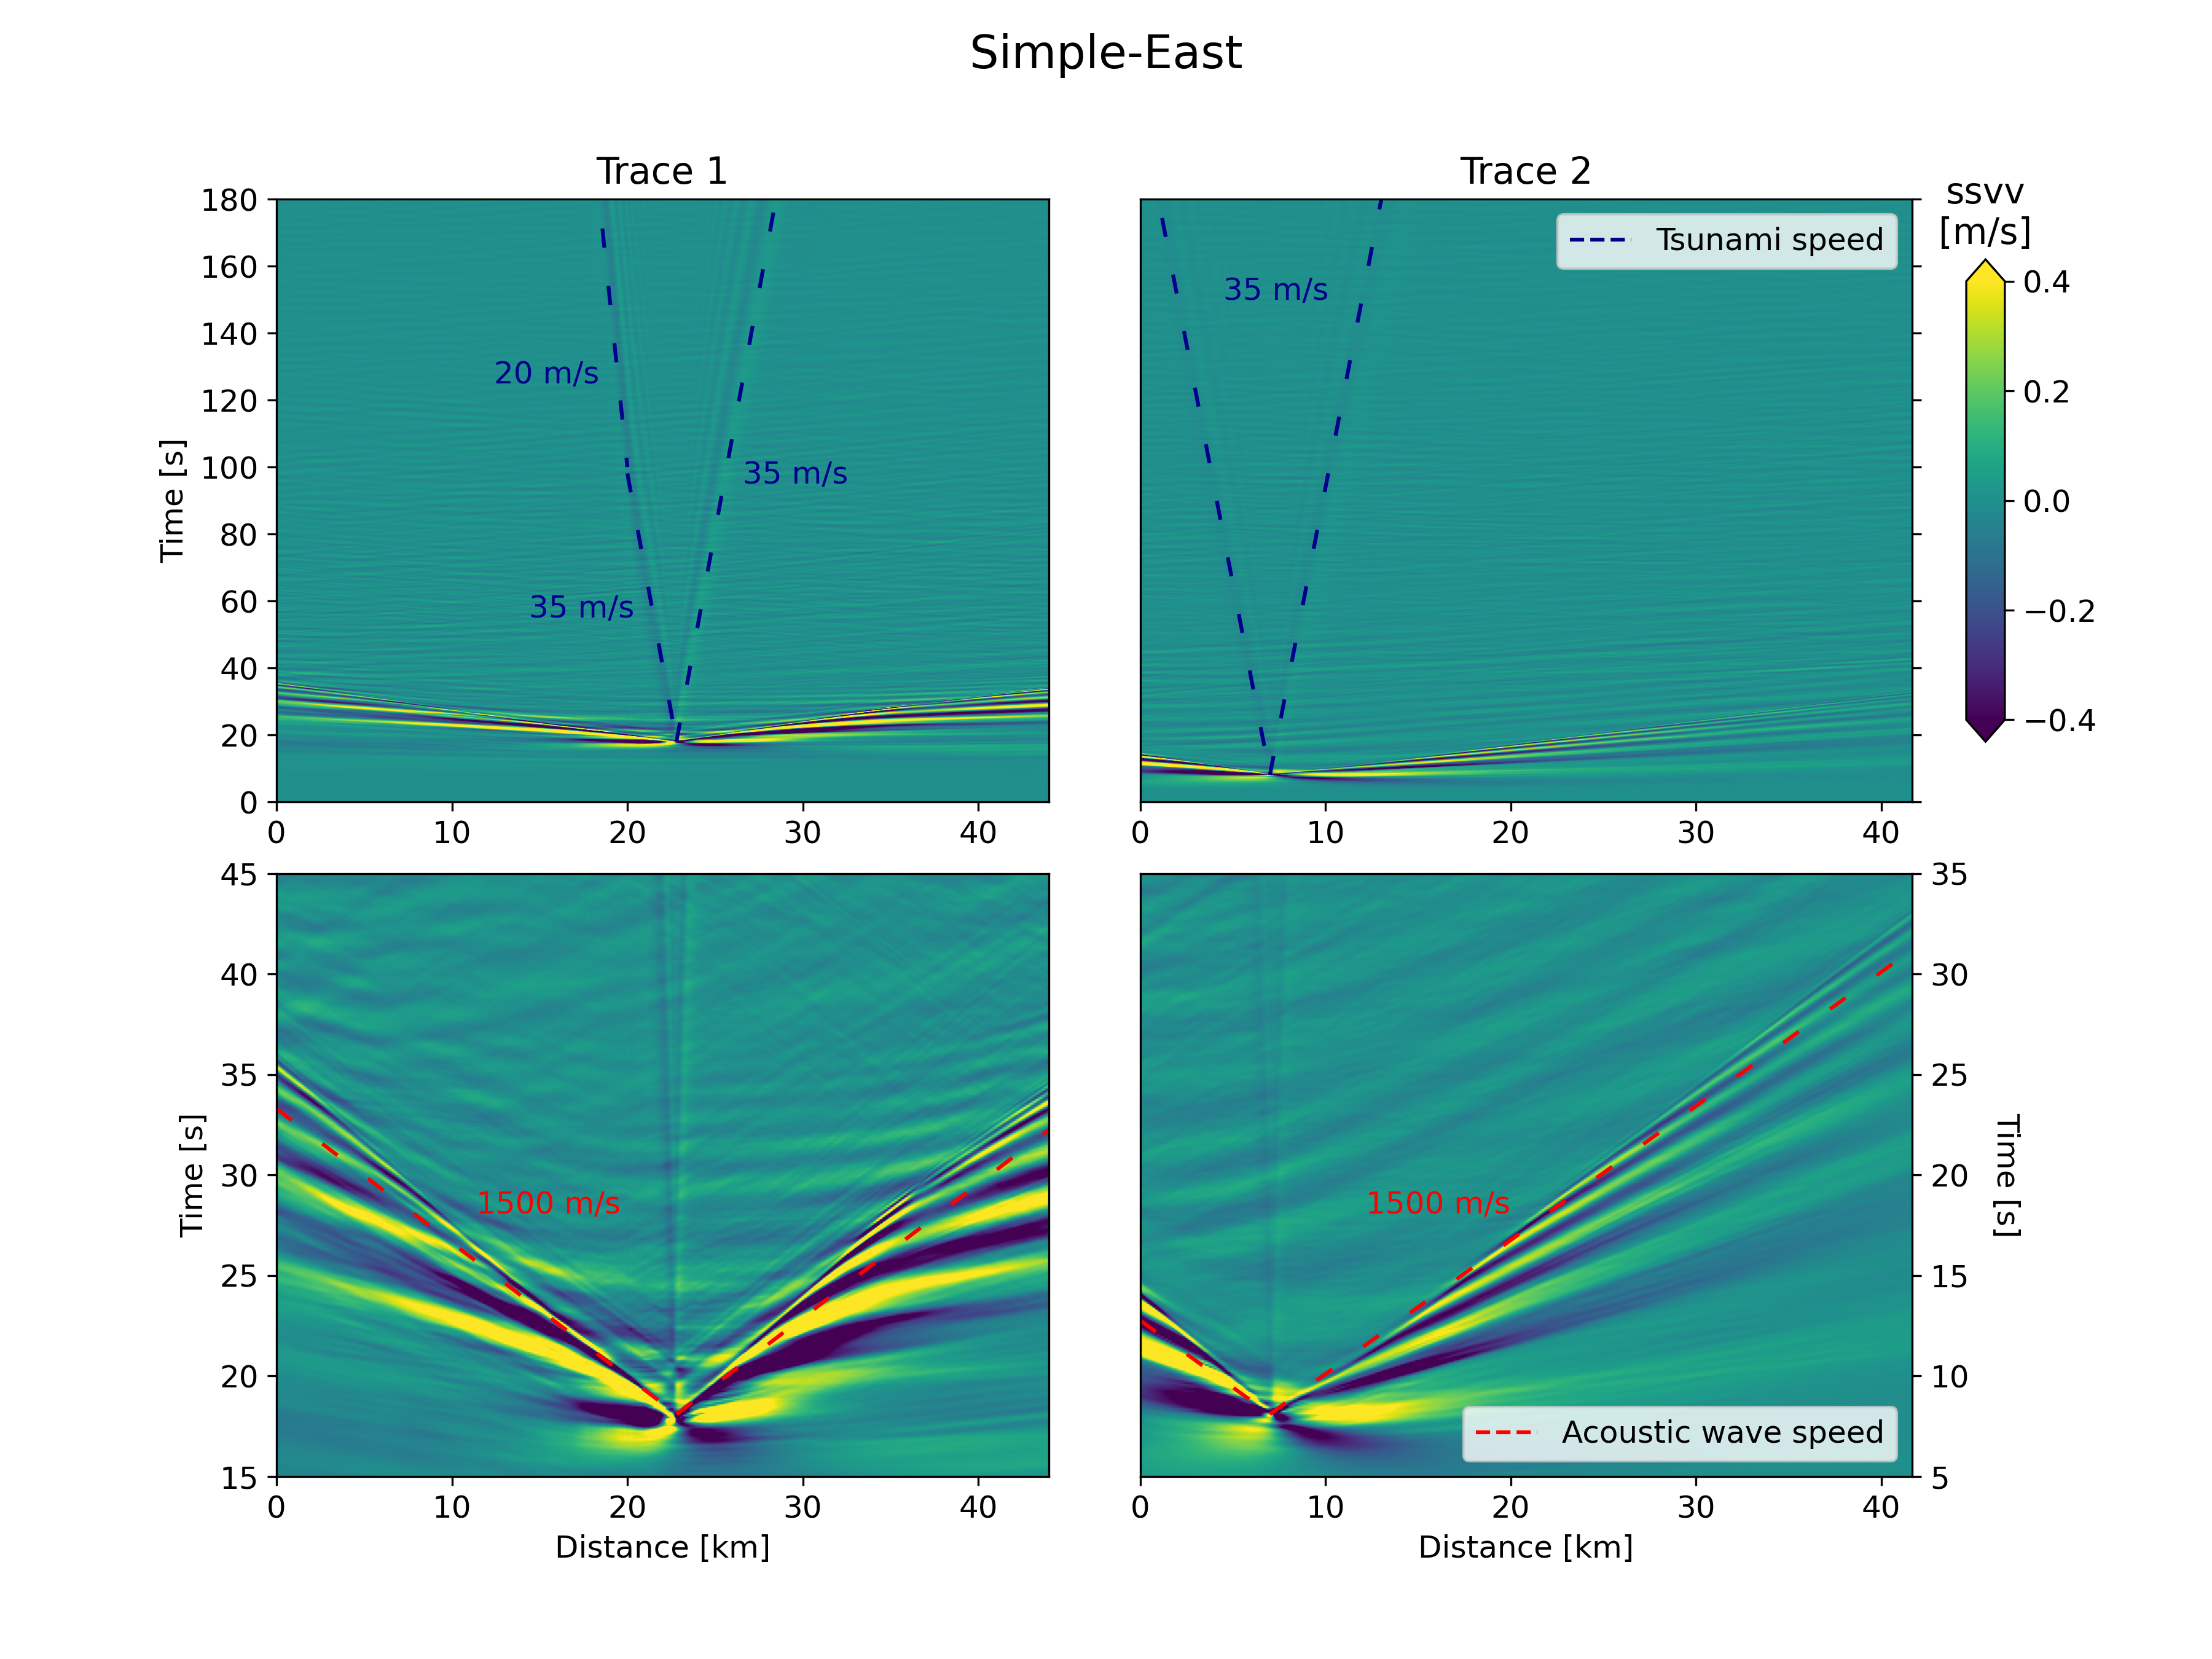 Simple-East
Trace 1
Trace 2
ssvv
[m/s]
Time [s]
180
160
140
120
100
80
60
40
20
0
20 m/s
35 m/s
35 m/s
0 10 20 30 40
Tsunami speed
35 m/s
0 10 20 30 40
0.4
0.2
0.0
−0.2
−0.4
Time [s]
45
40
35
30
25
20
15
1500 m/s
0 10 20 30 40
Distance [km]
1500 m/s
Acoustic wave speed
35
30
25
20
15
10
5
Time [s]
0 10 20 30 40
Distance [km]